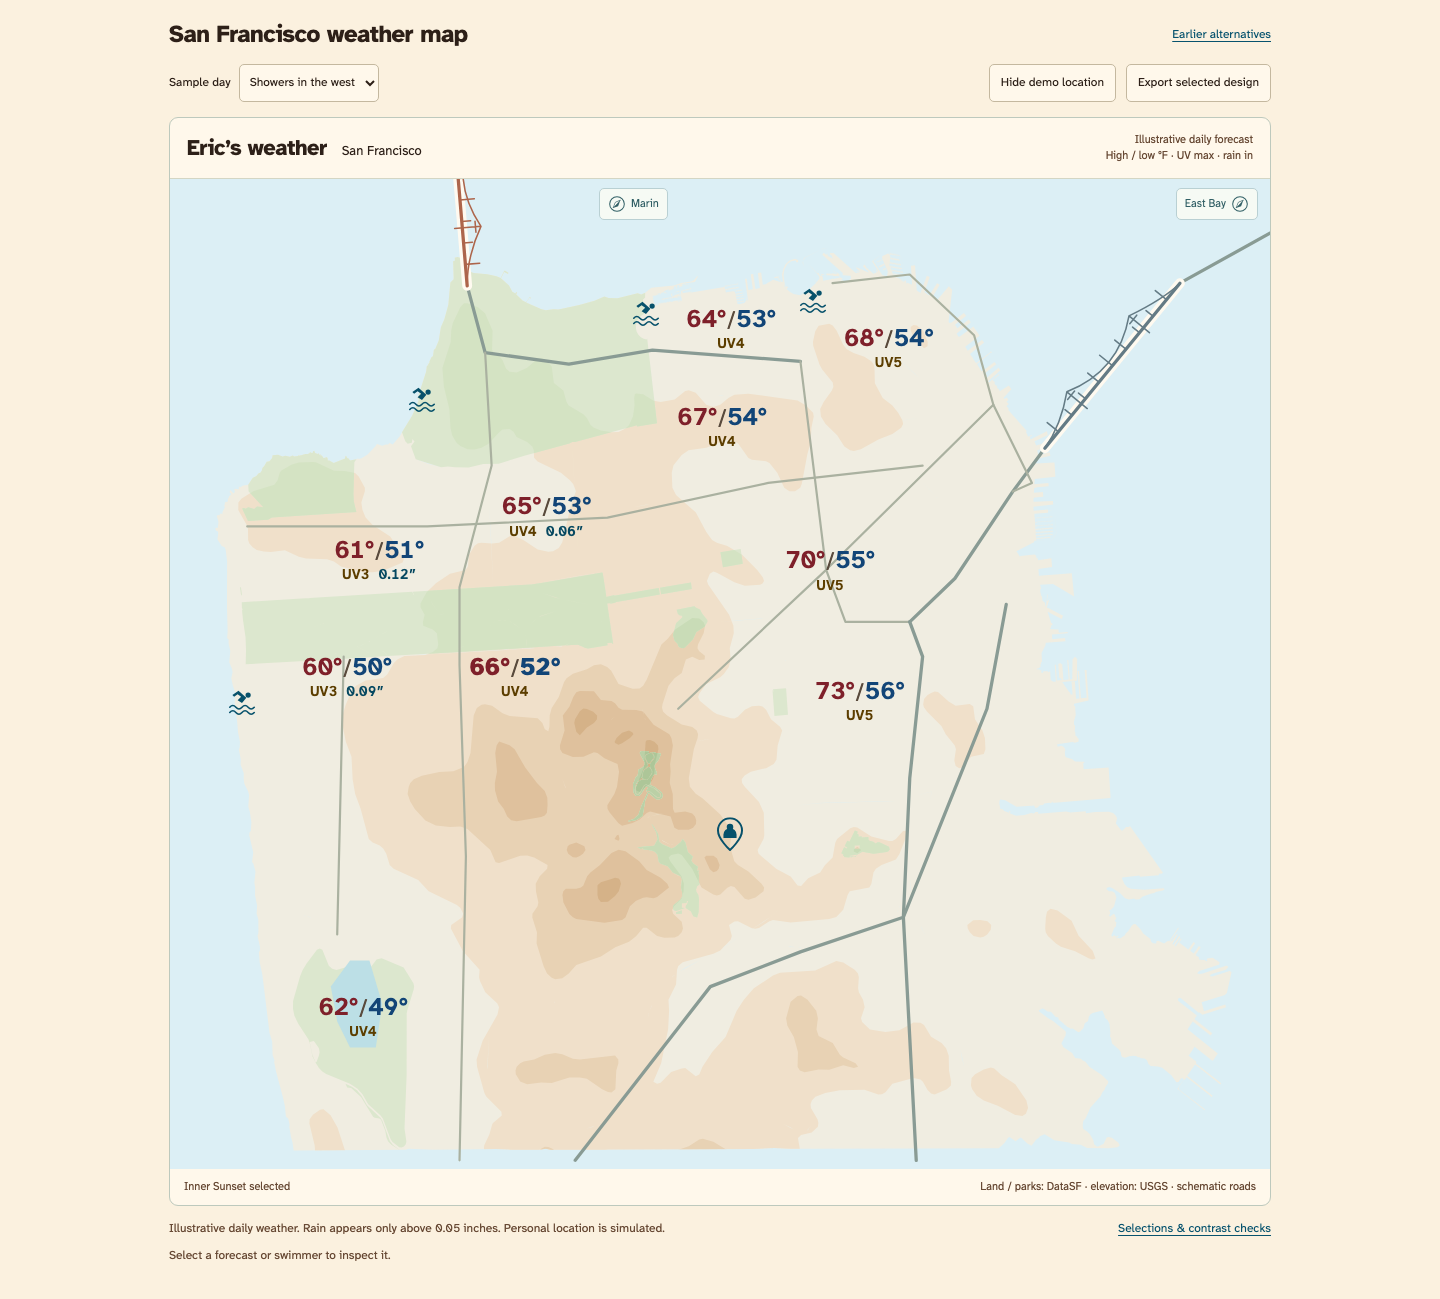 San Francisco weather map
Earlier alternatives
Sample day
Showers in the west
Hide demo location
Export selected design
Eric’s weather
San Francisco
Illustrative daily forecast
High / low °F · UV max · rain in
Marin
East Bay
64°/53°
UV4
68°/54°
UV5
67°/54°
UV4
65°/53°
UV4 0.06″
61°/51°
UV3 0.12″
70°/55°
UV5
60°/50°
UV3 0.09″
66°/52°
UV4
73°/56°
UV5
62°/49°
UV4
Inner Sunset selected
Land / parks: DataSF · elevation: USGS · schematic roads
Illustrative daily weather. Rain appears only above 0.05 inches. Personal location is simulated.
Selections & contrast checks
Select a forecast or swimmer to inspect it.